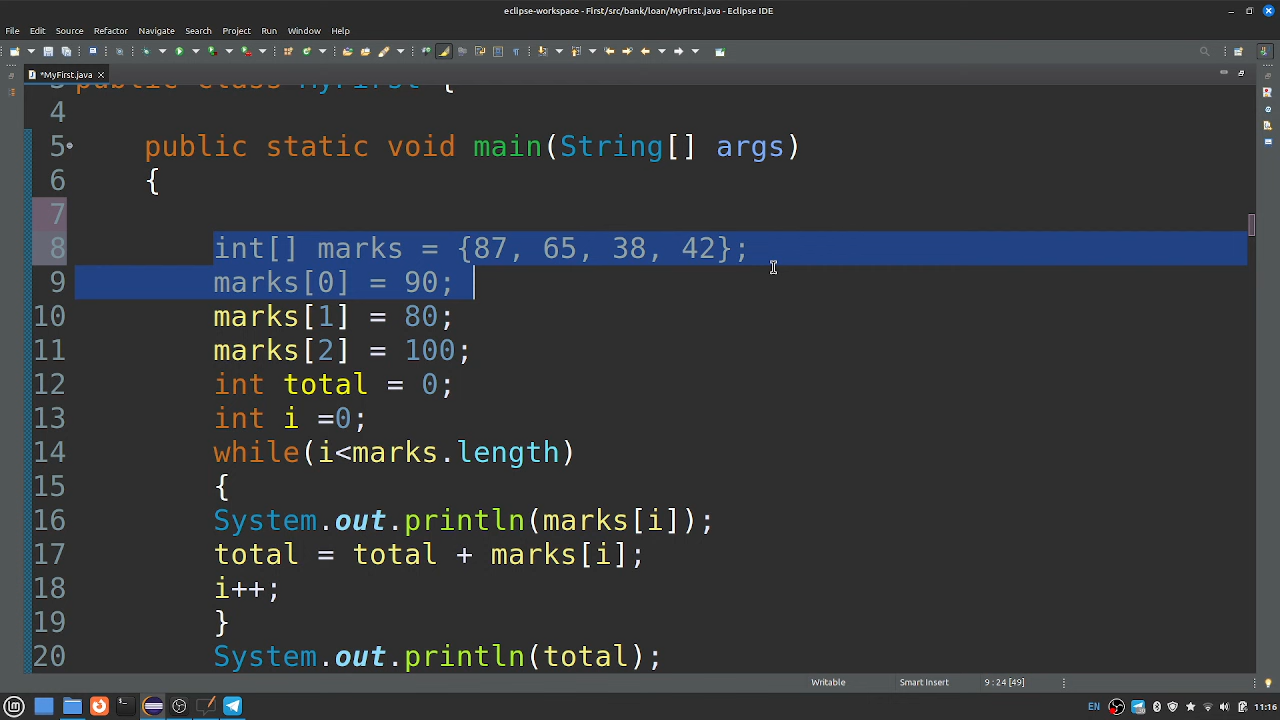 eclipse-workspace - First/src/bank/loan/MyFirst.java - Eclipse IDE
File Edit Source Refactor Navigate Search Project Run Window Help
*MyFirst.java
3 public class MyFirst {
4
5 public static void main(String[] args)
6 {
7
8 int[] marks = {87, 65, 38, 42};
9 marks[0] = 90;
10 marks[1] = 80;
11 marks[2] = 100;
12 int total = 0;
13 int i =0;
14 while(i<marks.length)
15 {
16 System.out.println(marks[i]);
17 total = total + marks[i];
18 i++;
19 }
20 System.out.println(total);
Writable Smart Insert 9 : 24 [49]
EN 11:16